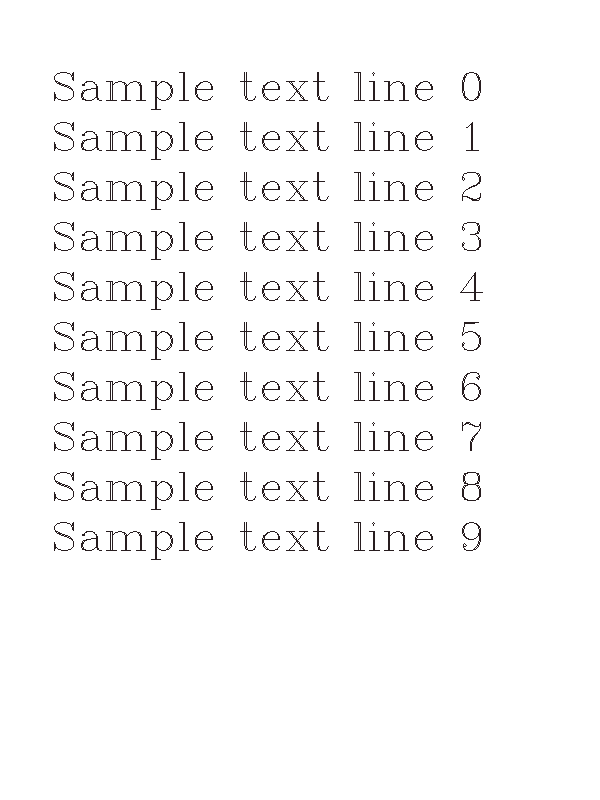 Sample text line 0
Sample text line 1
Sample text line 2
Sample text line 3
Sample text line 4
Sample text line 5
Sample text line 6
Sample text line 7
Sample text line 8
Sample text line 9